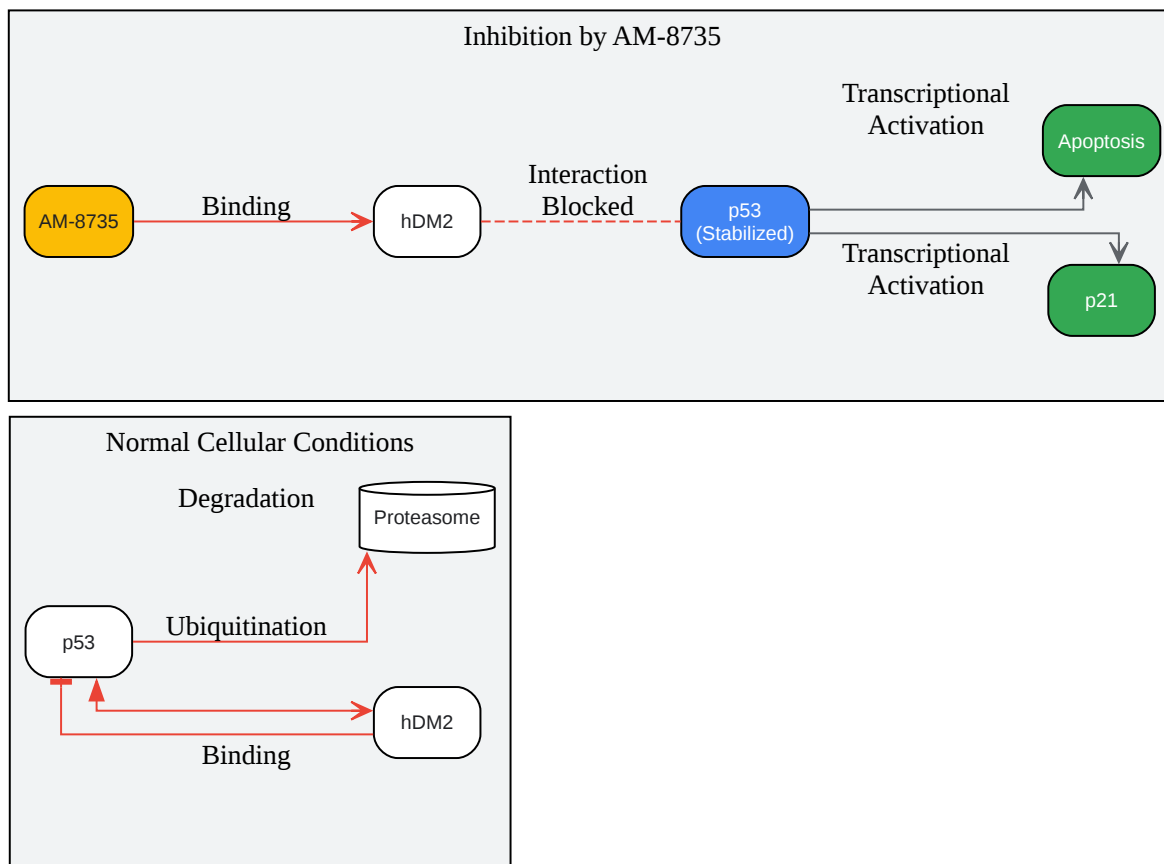 Inhibition by AM-8735
Transcriptional
Activation
Apoptosis
AM-8735
Binding
hDM2
Interaction
Blocked
p53
(Stabilized)
Transcriptional
Activation
p21
Normal Cellular Conditions
Degradation
Proteasome
p53
Ubiquitination
hDM2
Binding